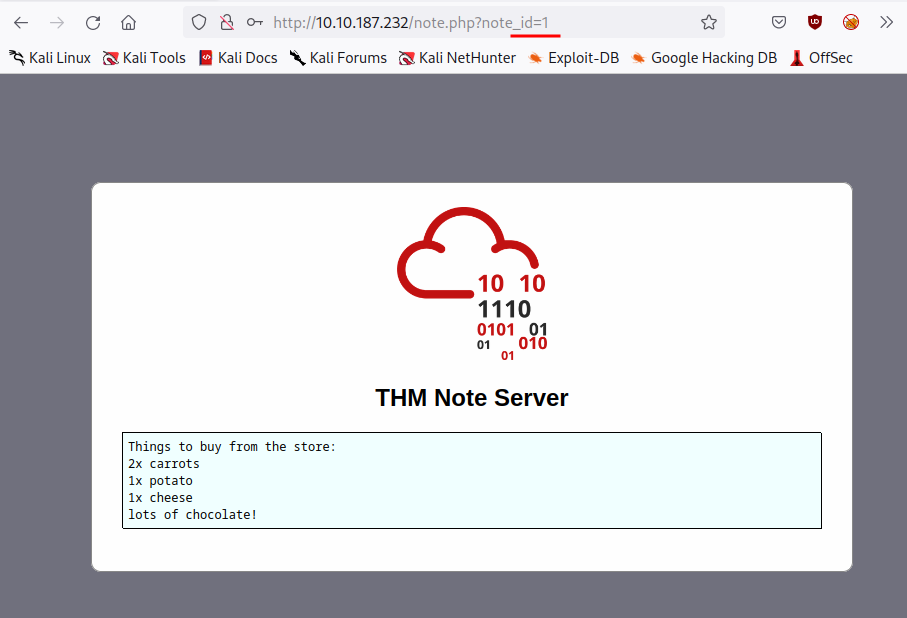 http://10.10.187.232/note.php?note_id=1
Kali Linux Kali Tools Kali Docs Kali Forums Kali NetHunter Exploit-DB Google Hacking DB OffSec
10 10
1110
0101 01
01 010
01
THM Note Server
Things to buy from the store:
2x carrots
1x potato
1x cheese
lots of chocolate!